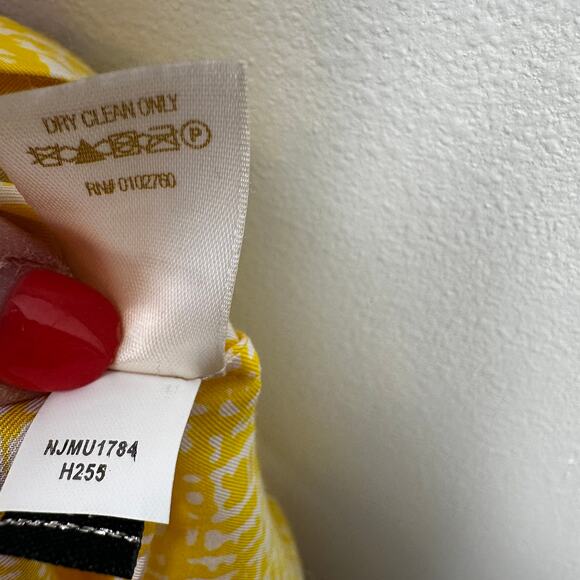 DRY CLEAN ONLY
P
RN# 0102760
NJMU1784
H255